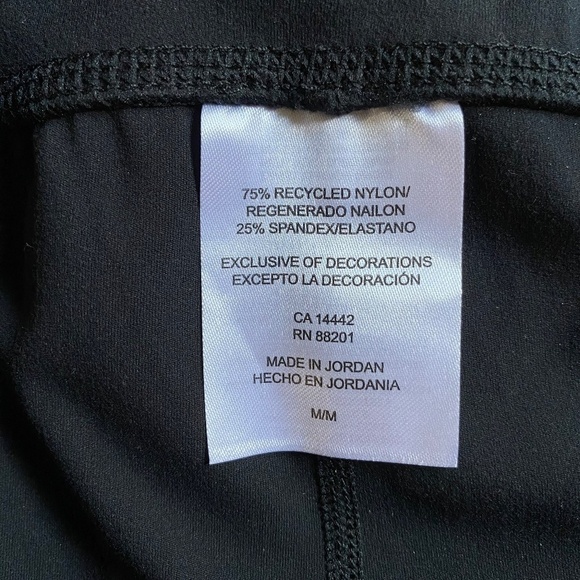 75% RECYCLED NYLON/
REGENERADO NAILON
25% SPANDEX/ELASTANO
EXCLUSIVE OF DECORATIONS
EXCEPTO LA DECORACIÓN
CA 14442
RN 88201
MADE IN JORDAN
HECHO EN JORDANIA
M/M